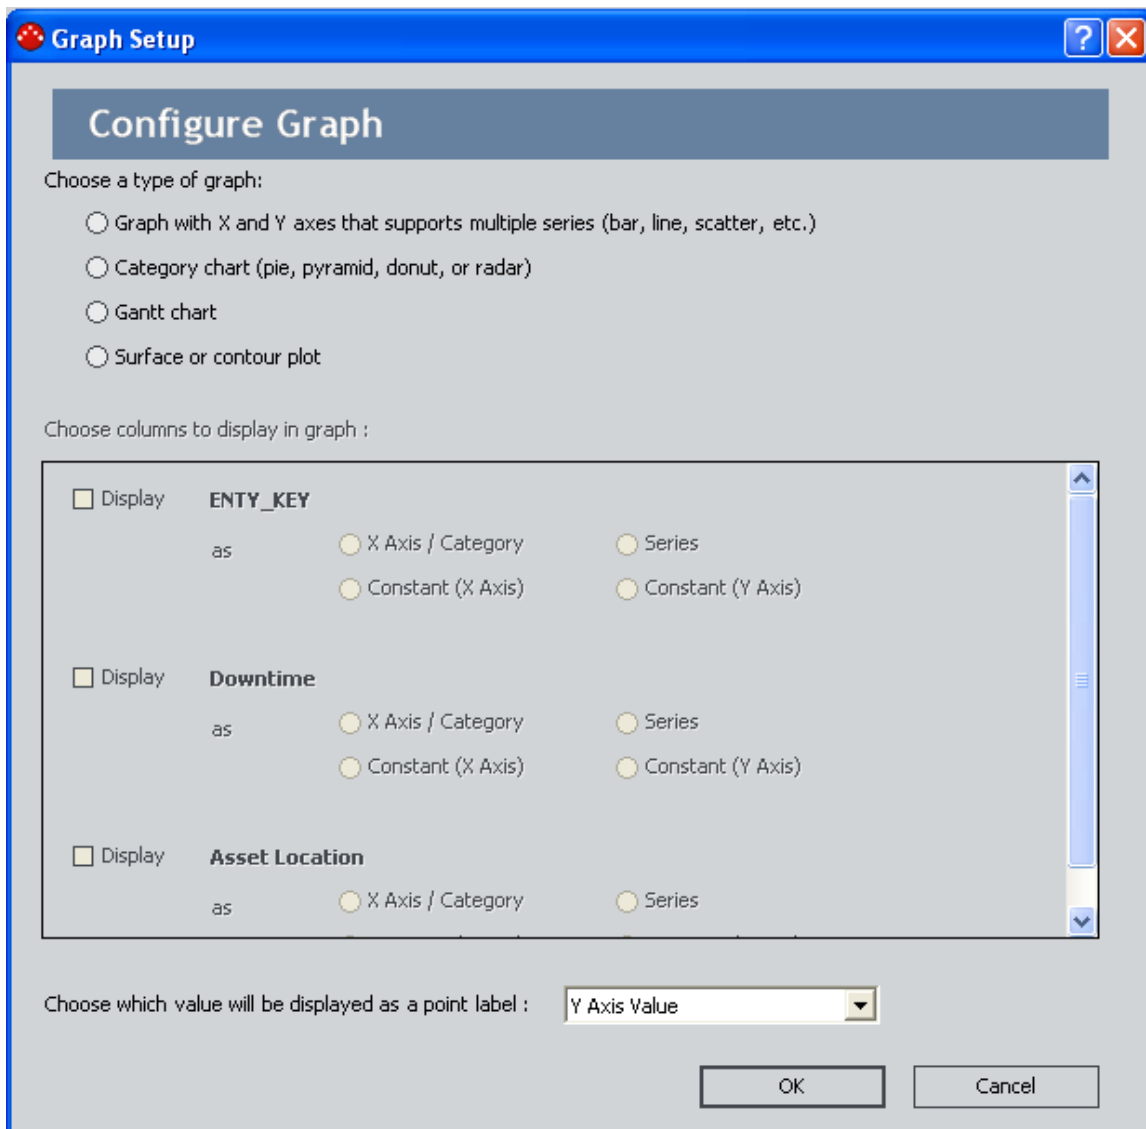 Graph Setup
Configure Graph
Choose a type of graph:
Graph with X and Y axes that supports multiple series (bar, line, scatter, etc.)
Category chart (pie, pyramid, donut, or radar)
Gantt chart
Surface or contour plot
Choose columns to display in graph :
Display ENTY_KEY
as X Axis / Category Series
Constant (X Axis) Constant (Y Axis)
Display Downtime
as X Axis / Category Series
Constant (X Axis) Constant (Y Axis)
Display Asset Location
as X Axis / Category Series
Choose which value will be displayed as a point label : Y Axis Value
OK Cancel